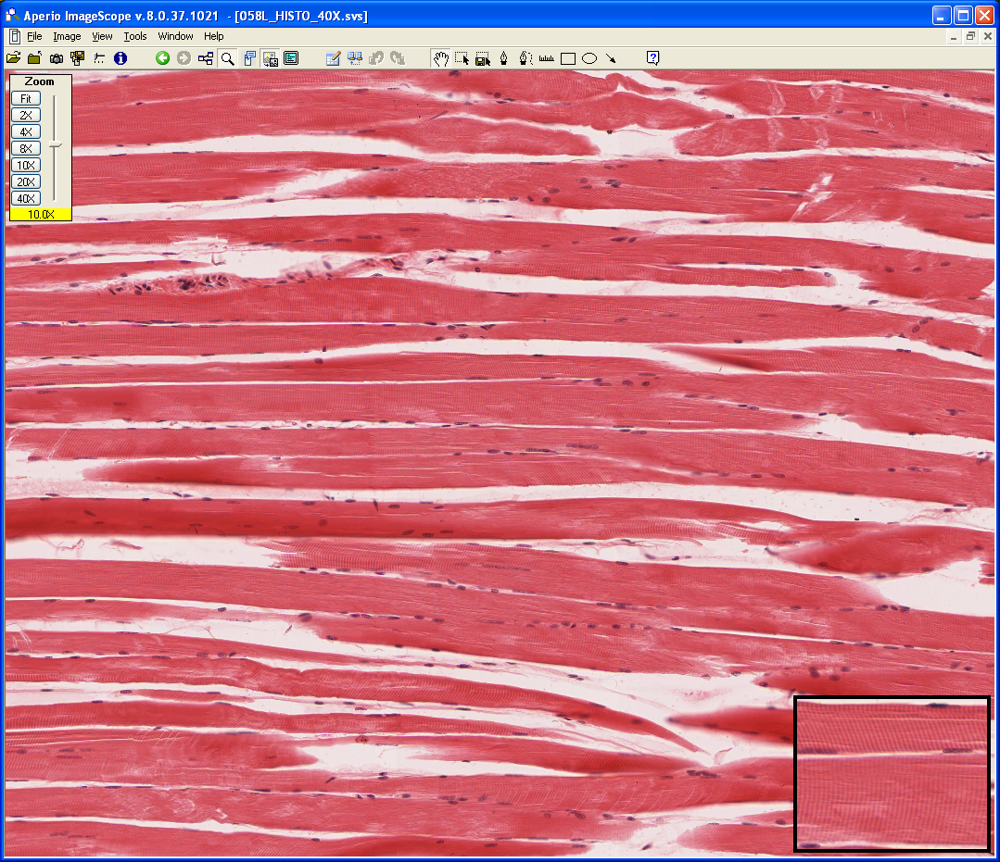 Aperio ImageScope v.8.0.37.1021 - [058L_HISTO_40X.svs]
File Image View Tools Window Help
Zoom
Fit
2X
4X
8X
10X
20X
40X
10.0X